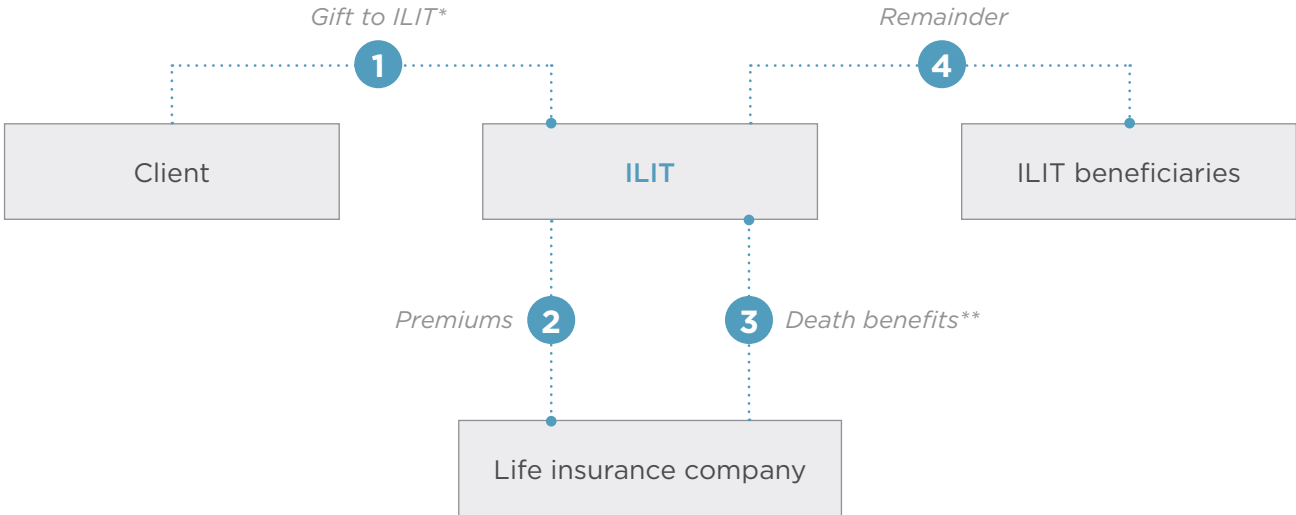 Gift to ILIT*
Remainder
1
4
Client
ILIT
ILIT beneficiaries
Premiums
2
3
Death benefits**
Life insurance company